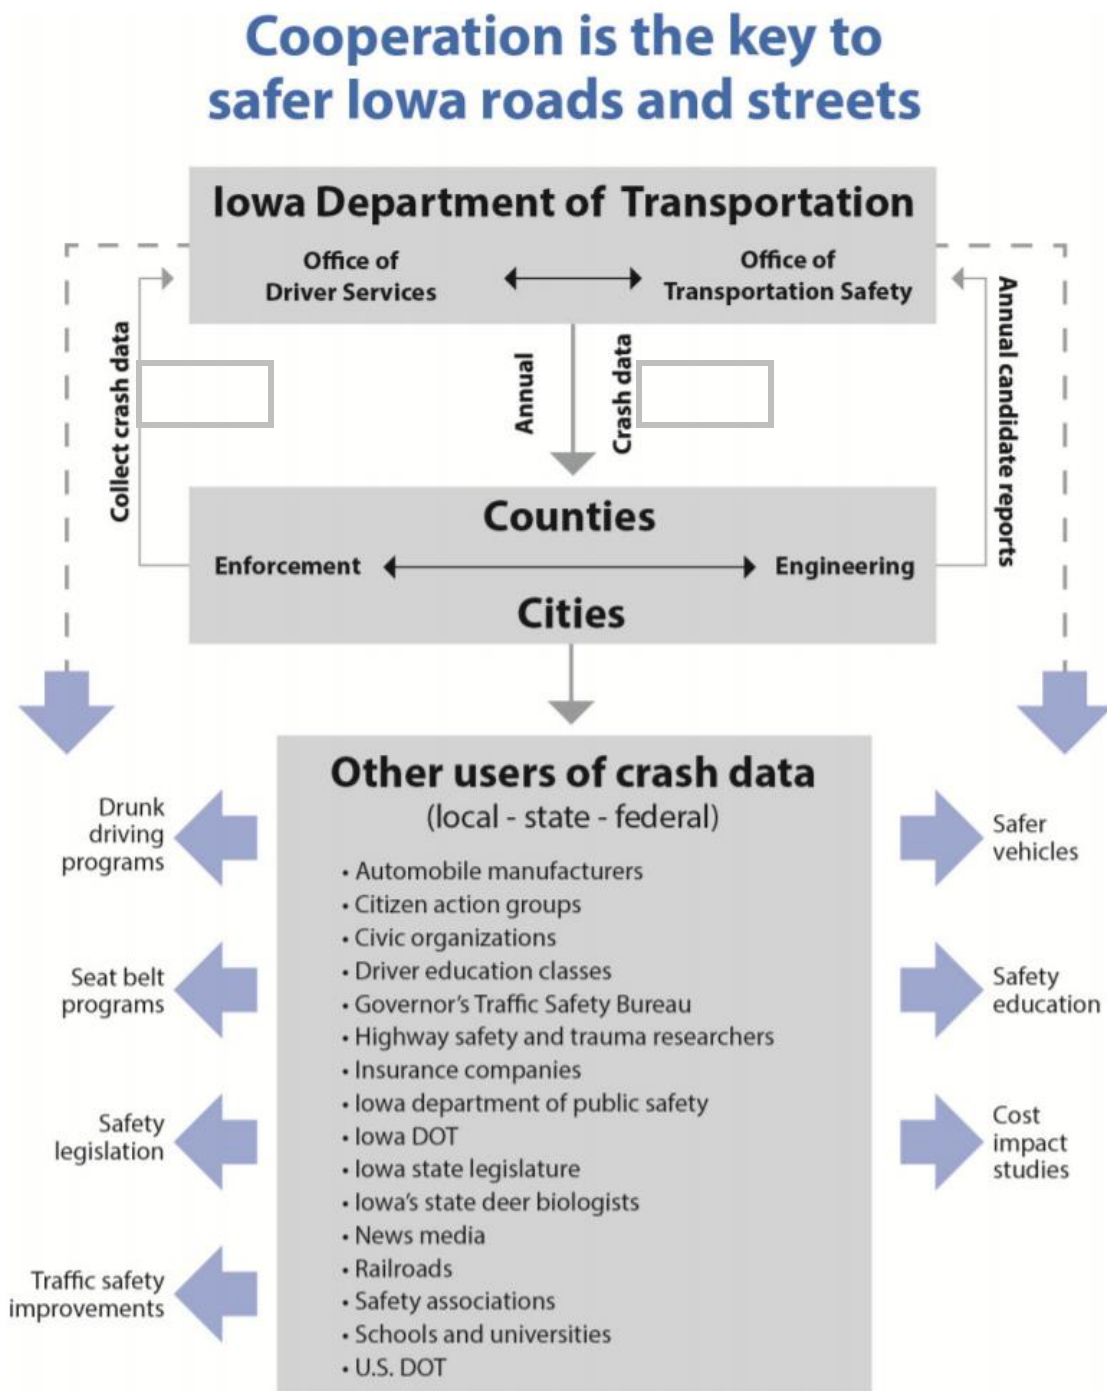 Cooperation is the key to
safer Iowa roads and streets
Iowa Department of Transportation
Office of
Driver Services
Office of
Transportation Safety
Collect crash data
Annual
Crash data
Annual candidate reports
Counties
Enforcement
Engineering
Cities
Other users of crash data
(local - state - federal)
• Automobile manufacturers
• Citizen action groups
• Civic organizations
• Driver education classes
• Governor's Traffic Safety Bureau
• Highway safety and trauma researchers
• Insurance companies
• Iowa department of public safety
• Iowa DOT
• Iowa state legislature
• Iowa's state deer biologists
• News media
• Railroads
• Safety associations
• Schools and universities
• U.S. DOT
Drunk
driving
programs
Seat belt
programs
Safety
legislation
Traffic safety
improvements
Safer
vehicles
Safety
education
Cost
impact
studies